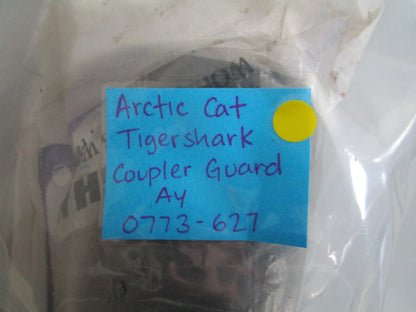 Arctic Cat
Tigershark
Coupler Guard
Ay
0773-627